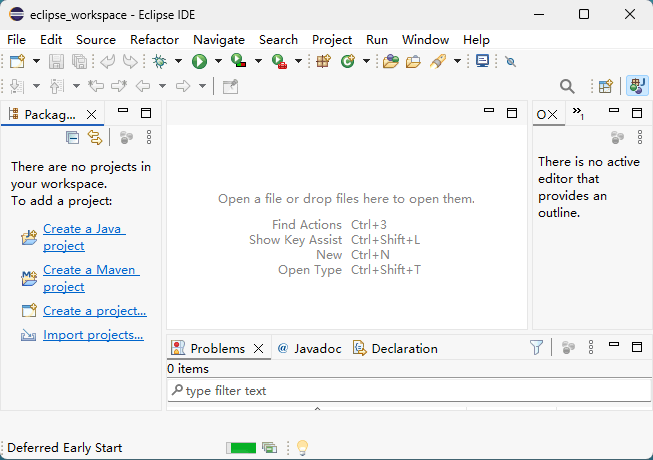 eclipse_workspace - Eclipse IDE
File Edit Source Refactor Navigate Search Project Run Window Help
Packag...
There are no projects in
your workspace.
To add a project:
Create a Java
project
Create a Maven
project
Create a project...
Import projects...
Open a file or drop files here to open them.
Find Actions Ctrl+3
Show Key Assist Ctrl+Shift+L
New Ctrl+N
Open Type Ctrl+Shift+T
O
»1
There is no active
editor that
provides an
outline.
Problems @ Javadoc Declaration
0 items
type filter text
Deferred Early Start